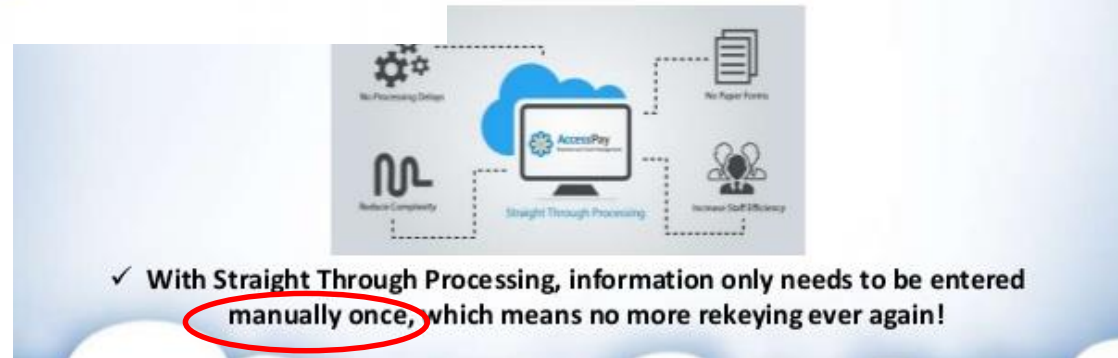 No Processing Delays
No Paper Forms
AccessPay
Reduce Complexity
Straight Through Processing
Increase Staff Efficiency
✓ With Straight Through Processing, information only needs to be entered
manually once, which means no more rekeying ever again!